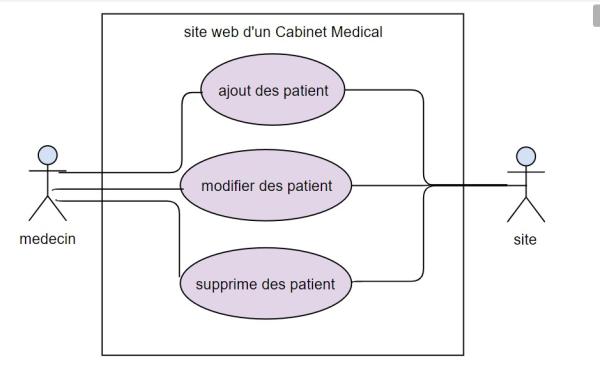 site web d'un Cabinet Medical
ajout des patient
modifier des patient
medecin
site
supprime des patient